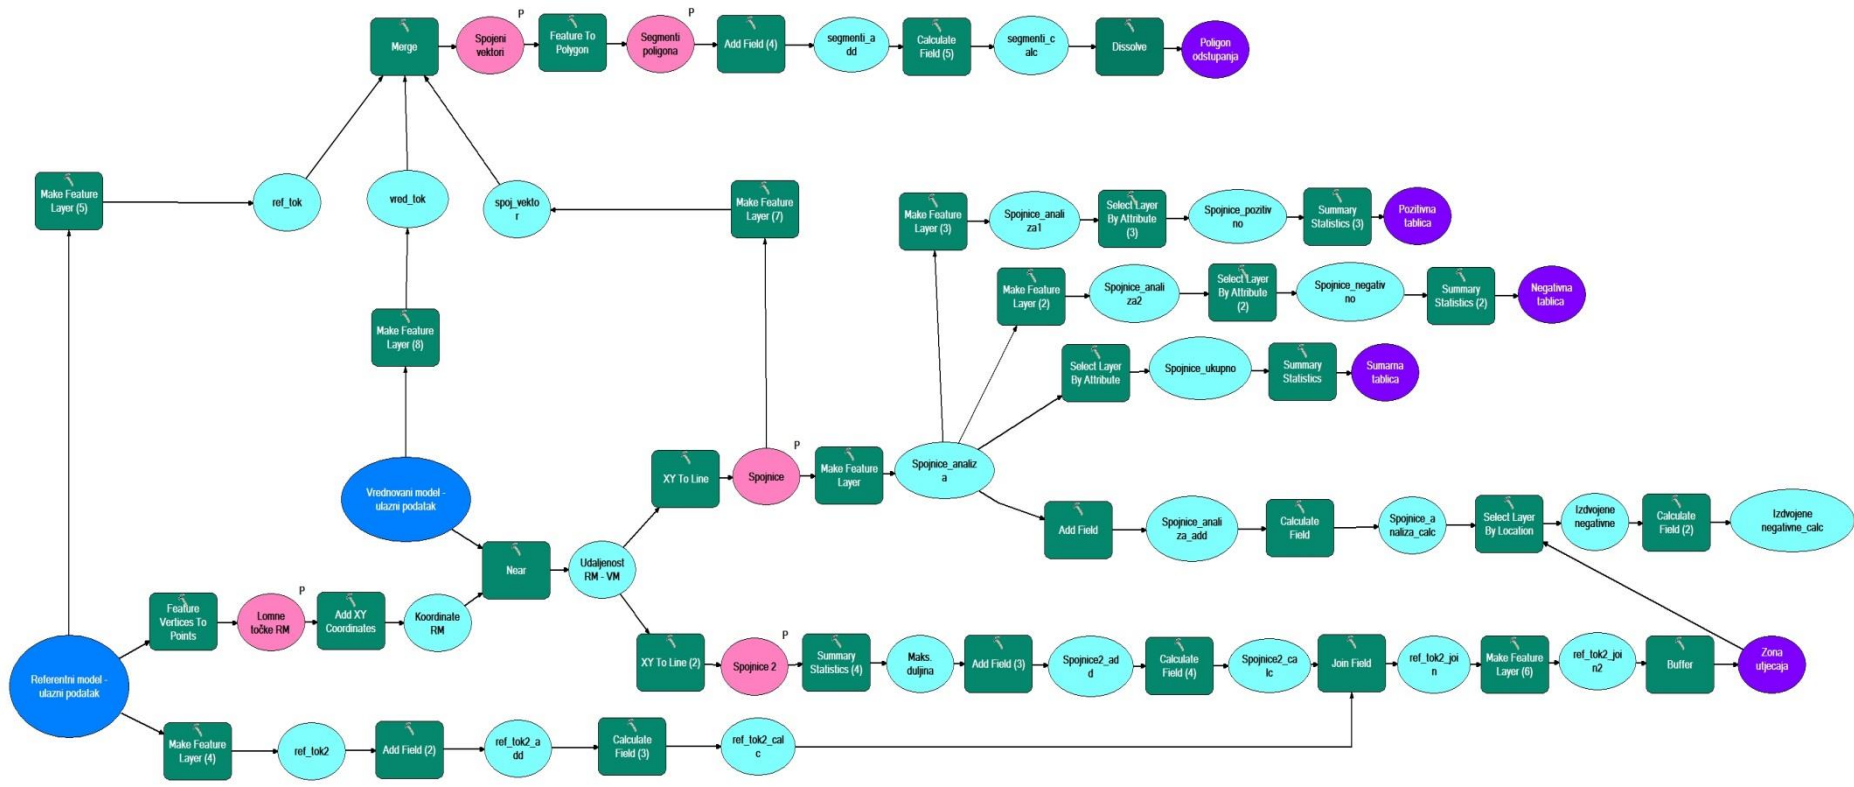 P
Merge
Spojeni
vektori
Feature To
Polygon
P
Segmenti
poligona
Add Field (4)
segmenti_a
dd
Calculate
Field (5)
segmenti_c
alc
Dissolve
Poligon
odstupanja
Make Feature
Layer (5)
ref_tok
vred_tok
spoj_vekto
r
Make Feature
Layer (7)
Make Feature
Layer (3)
Spojnice_anali
za1
Select Layer
By Attribute
(3)
Spojnice_pozitiv
no
Summary
Statistics (3)
Pozitivna
tablica
Make Feature
Layer (2)
Spojnice_anali
za2
Select Layer
By Attribute
(2)
Spojnice_negativ
no
Summary
Statistics (2)
Negativna
tablica
Make Feature
Layer (8)
Select Layer
By Attribute
Spojnice_ukupno
Summary
Statistics
Sumarna
tablica
Vrednovani model -
ulazni podatak
XY To Line
P
Spojnice
Make Feature
Layer
Spojnice_analiz
a
Add Field
Spojnice_anali
za_add
Calculate
Field
Spojnice_a
naliza_calc
Select Layer
By Location
Izdvojene
negativne
Calculate
Field (2)
Izdvojene
negativne_calc
Near
Udaljenost
RM - VM
Feature
Vertices To
Points
P
Lomne
točke RM
Add XY
Coordinates
Koordinate
RM
Referentni model -
ulazni podatak
XY To Line (2)
P
Spojnice 2
Summary
Statistics (4)
Maks.
duljina
Add Field (3)
Spojnice2_ad
d
Calculate
Field (4)
Spojnice2_ca
lc
Join Field
ref_tok2_joi
n
Make Feature
Layer (6)
ref_tok2_joi
n2
Buffer
Zona
utjecaja
Make Feature
Layer (4)
ref_tok2
Add Field (2)
ref_tok2_a
dd
Calculate
Field (3)
ref_tok2_cal
c